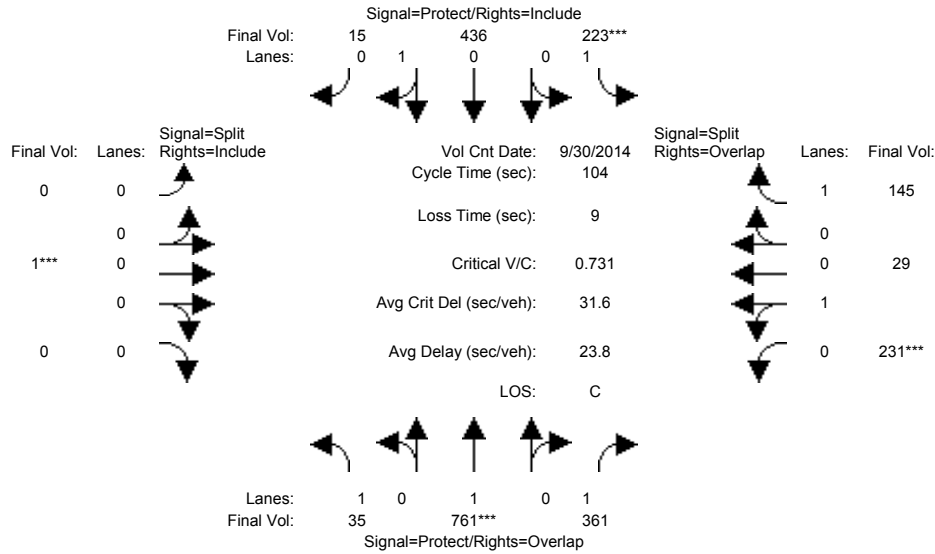 Signal=Protect/Rights=Include
Final Vol: 15 436 223***
Lanes: 0 1 0 0 1
Signal=Split
Final Vol: Lanes: Rights=Include
Vol Cnt Date: 9/30/2014
Signal=Split
Rights=Overlap Lanes: Final Vol:
Cycle Time (sec): 104
0 0
1 145
Loss Time (sec): 9
0
0
1*** 0
Critical V/C: 0.731
0 29
0
Avg Crit Del (sec/veh): 31.6
1
0 0
Avg Delay (sec/veh): 23.8
0 231***
LOS: C
Lanes: 1 0 1 0 1
Final Vol: 35 761*** 361
Signal=Protect/Rights=Overlap